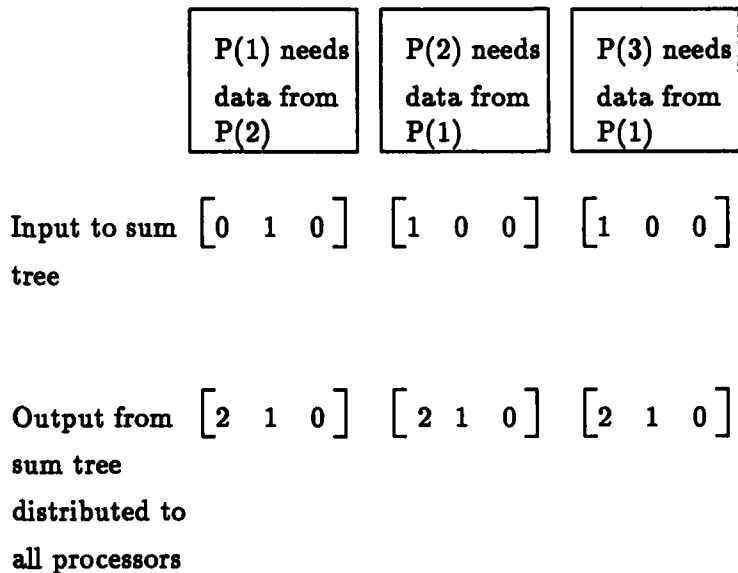 P(1) needs P(2) needs P(3) needs
data from data from data from
P(2) P(1) P(1)
Input to sum [0 1 0] [1 0 0] [1 0 0]
tree
Output from [2 1 0] [2 1 0] [2 1 0]
sum tree
distributed to
all processors